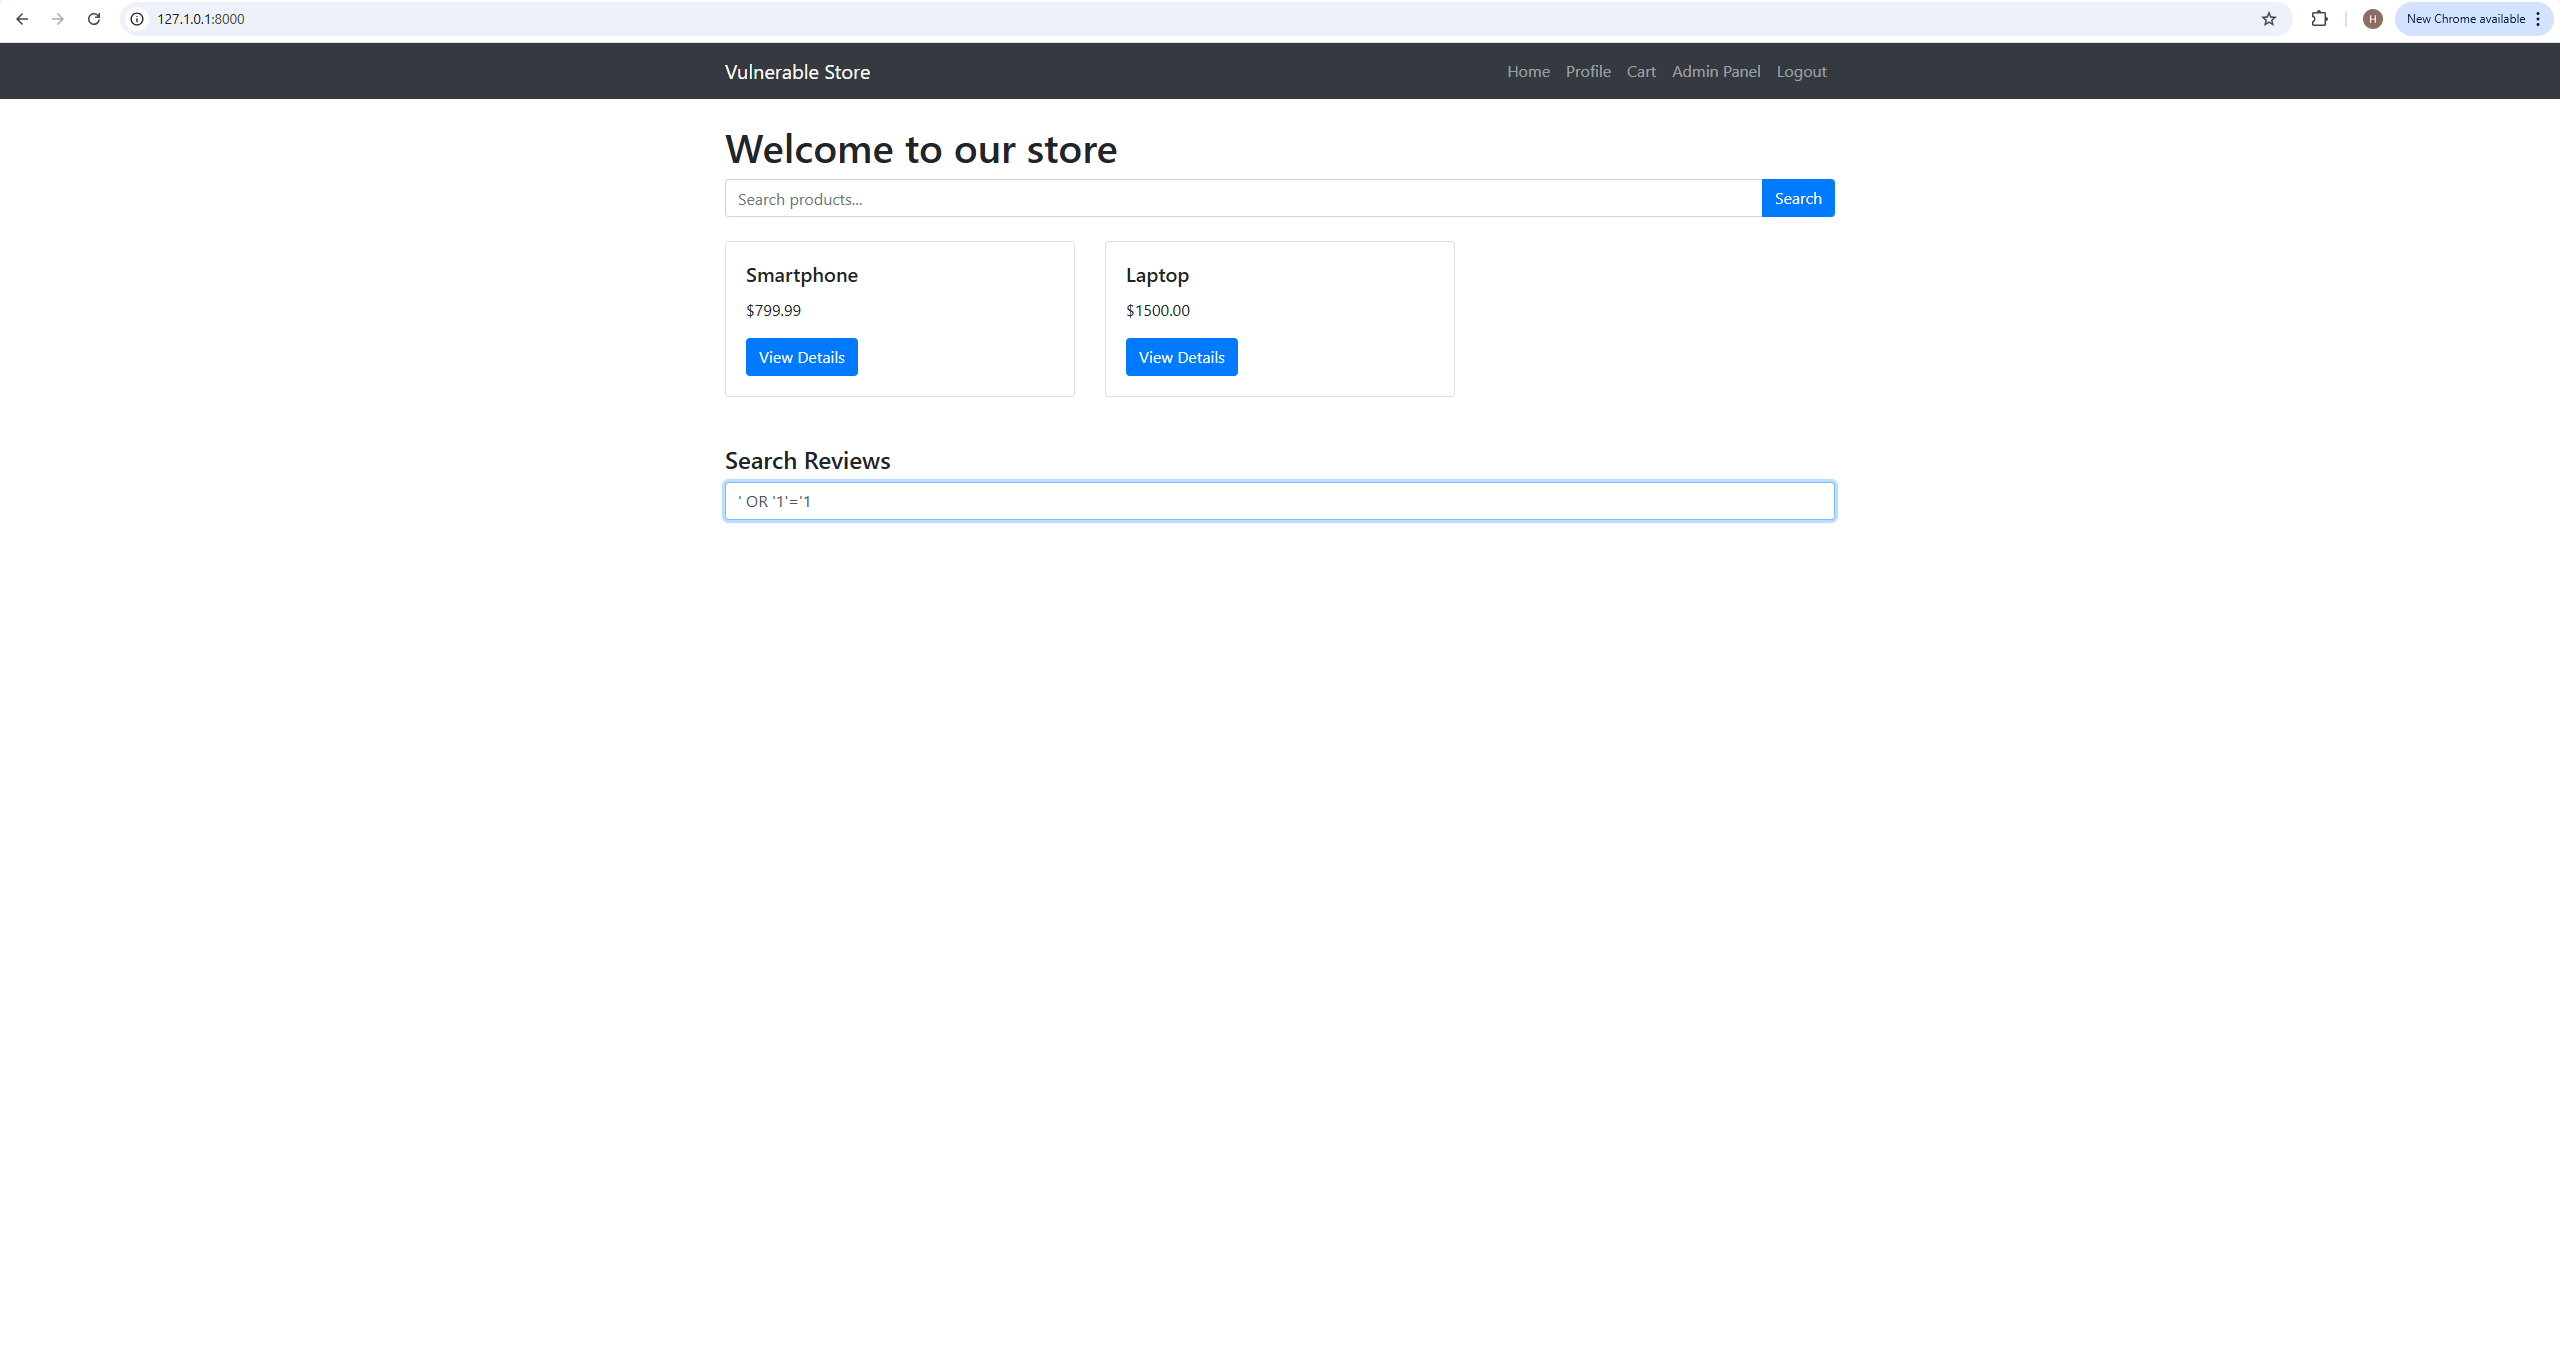 127.1.0.1:8000
H
New Chrome available
Vulnerable Store
Home Profile Cart Admin Panel Logout
Welcome to our store
Search products...
Search
Smartphone
$799.99
View Details
Laptop
$1500.00
View Details
Search Reviews
' OR '1'='1